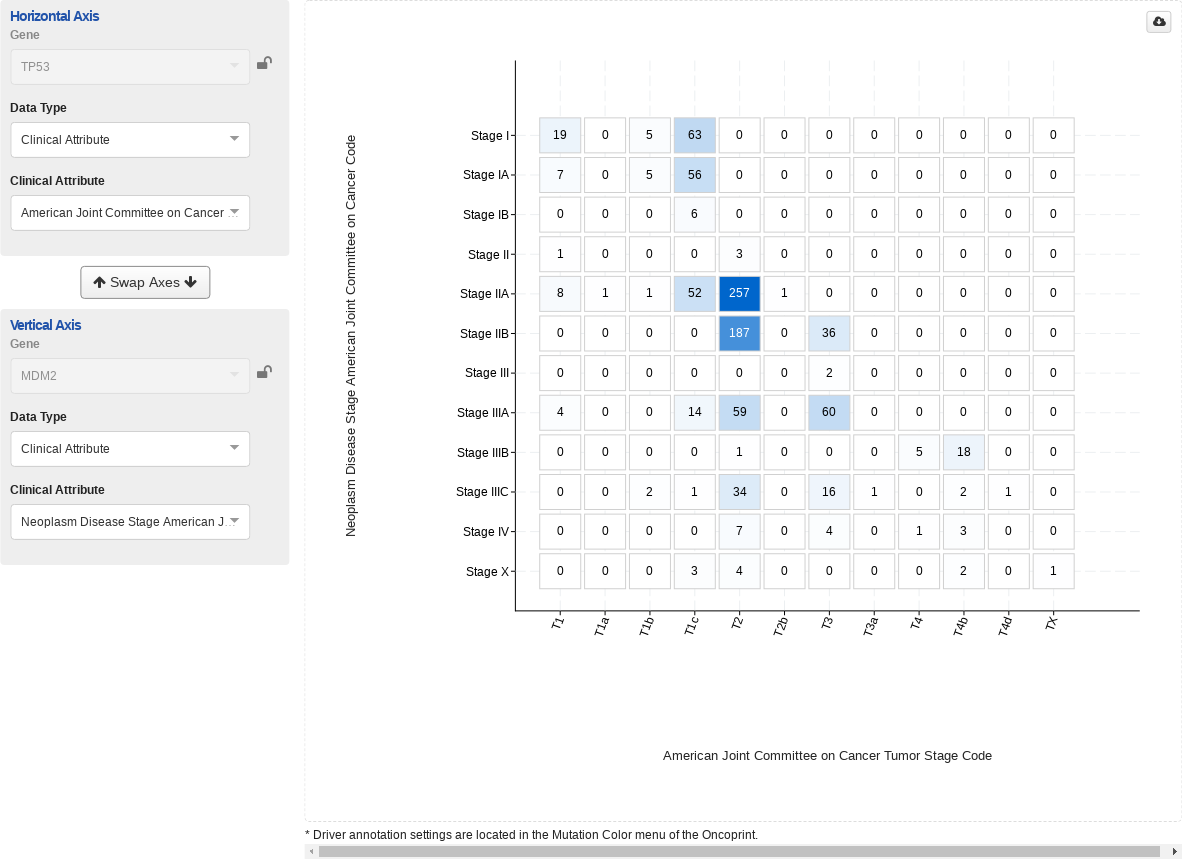 Horizontal Axis
Gene
TP53
Data Type
Clinical Attribute
Clinical Attribute
American Joint Committee on Cancer ...
Swap Axes
Vertical Axis
Gene
MDM2
Data Type
Clinical Attribute
Clinical Attribute
Neoplasm Disease Stage American J...
Neoplasm Disease Stage American Joint Committee on Cancer Code
Stage I 19 0 5 63 0 0 0 0 0 0 0 0
Stage IA 7 0 5 56 0 0 0 0 0 0 0 0
Stage IB 0 0 0 6 0 0 0 0 0 0 0 0
Stage II 1 0 0 0 3 0 0 0 0 0 0 0
Stage IIA 8 1 1 52 257 1 0 0 0 0 0 0
Stage IIB 0 0 0 0 187 0 36 0 0 0 0 0
Stage III 0 0 0 0 0 0 2 0 0 0 0 0
Stage IIIA 4 0 0 14 59 0 60 0 0 0 0 0
Stage IIIB 0 0 0 0 1 0 0 0 5 18 0 0
Stage IIIC 0 0 2 1 34 0 16 1 0 2 1 0
Stage IV 0 0 0 0 7 0 4 0 1 3 0 0
Stage X 0 0 0 3 4 0 0 0 0 2 0 1
T1 T1a T1b T1c T2 T2b T3 T3a T4 T4b T4d TX
American Joint Committee on Cancer Tumor Stage Code
* Driver annotation settings are located in the Mutation Color menu of the Oncoprint.